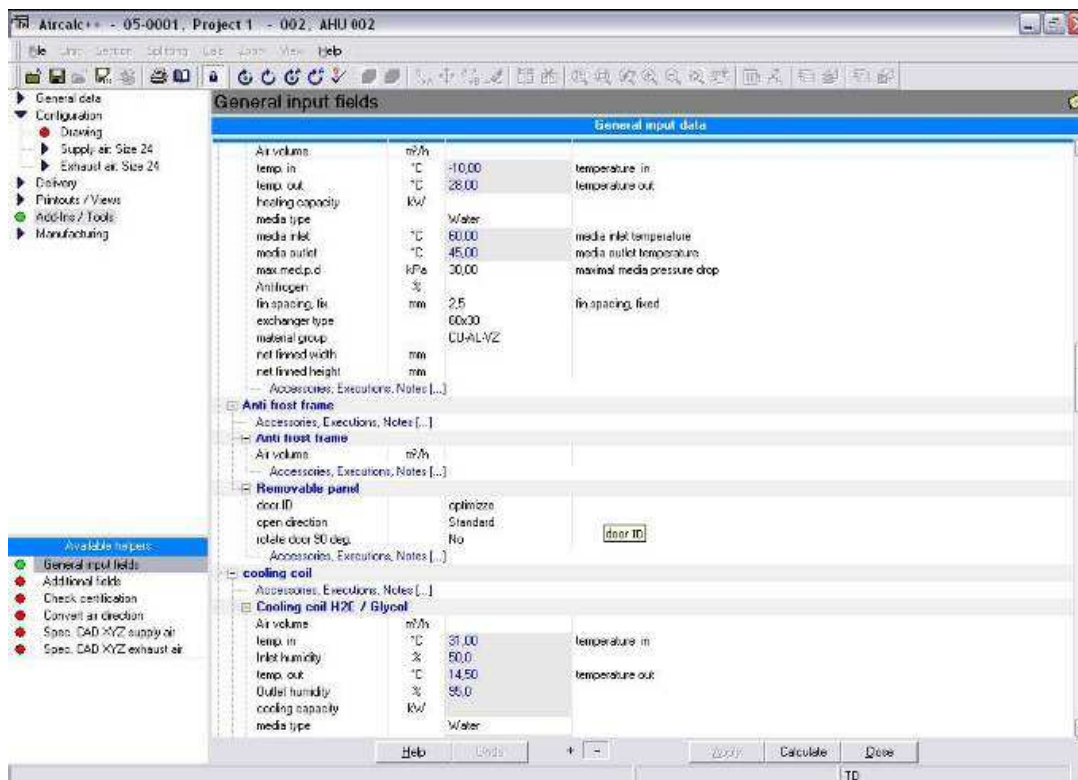 Aircalc++ - 05-0001, Project 1 - 002, AHU 002
File Unit Section Splitting View Help
General data
Configuration
Drawing
Supply air: Size 24
Exhaust air: Size 24
Delivery
Printouts / Views
Add-Ins / Tools
Manufacturing
General input fields
General input data
Air volume m³/h
temp. in °C -10,00 temperature in
temp. out °C 28,00 temperature out
heating capacity kW
media type Water
media inlet °C 60,00 media inlet temperature
media outlet °C 45,00 media outlet temperature
max.med.p.d kPa 30,00 maximal media pressure drop
Antifrogen %
fin spacing, fix mm 2,5 fin spacing, fixed
exchanger type 60x30
material group CU-AL-VZ
net finned width mm
net finned height mm
Accessories, Executions, Notes [...]
Anti frost frame
Accessories, Executions, Notes [...]
Anti frost frame
Air volume m³/h
Accessories, Executions, Notes [...]
Removable panel
door ID optimizze
open direction Standard
rotate door 90 deg. No
door ID
Accessories, Executions, Notes [...]
cooling coil
Accessories, Executions, Notes [...]
Cooling coil H2O / Glycol
Air volume m³/h
temp. in °C 31,00 temperature in
Inlet humidity % 50,0
temp. out °C 14,50 temperature out
Outlet humidity % 95,0
cooling capacity kW
media type Water
Available helpers
General input fields
Additional fields
Check certification
Convert air direction
Spec. CAD XYZ supply air
Spec. CAD XYZ exhaust air
Help Undo + - Apply Calculate Close
TD